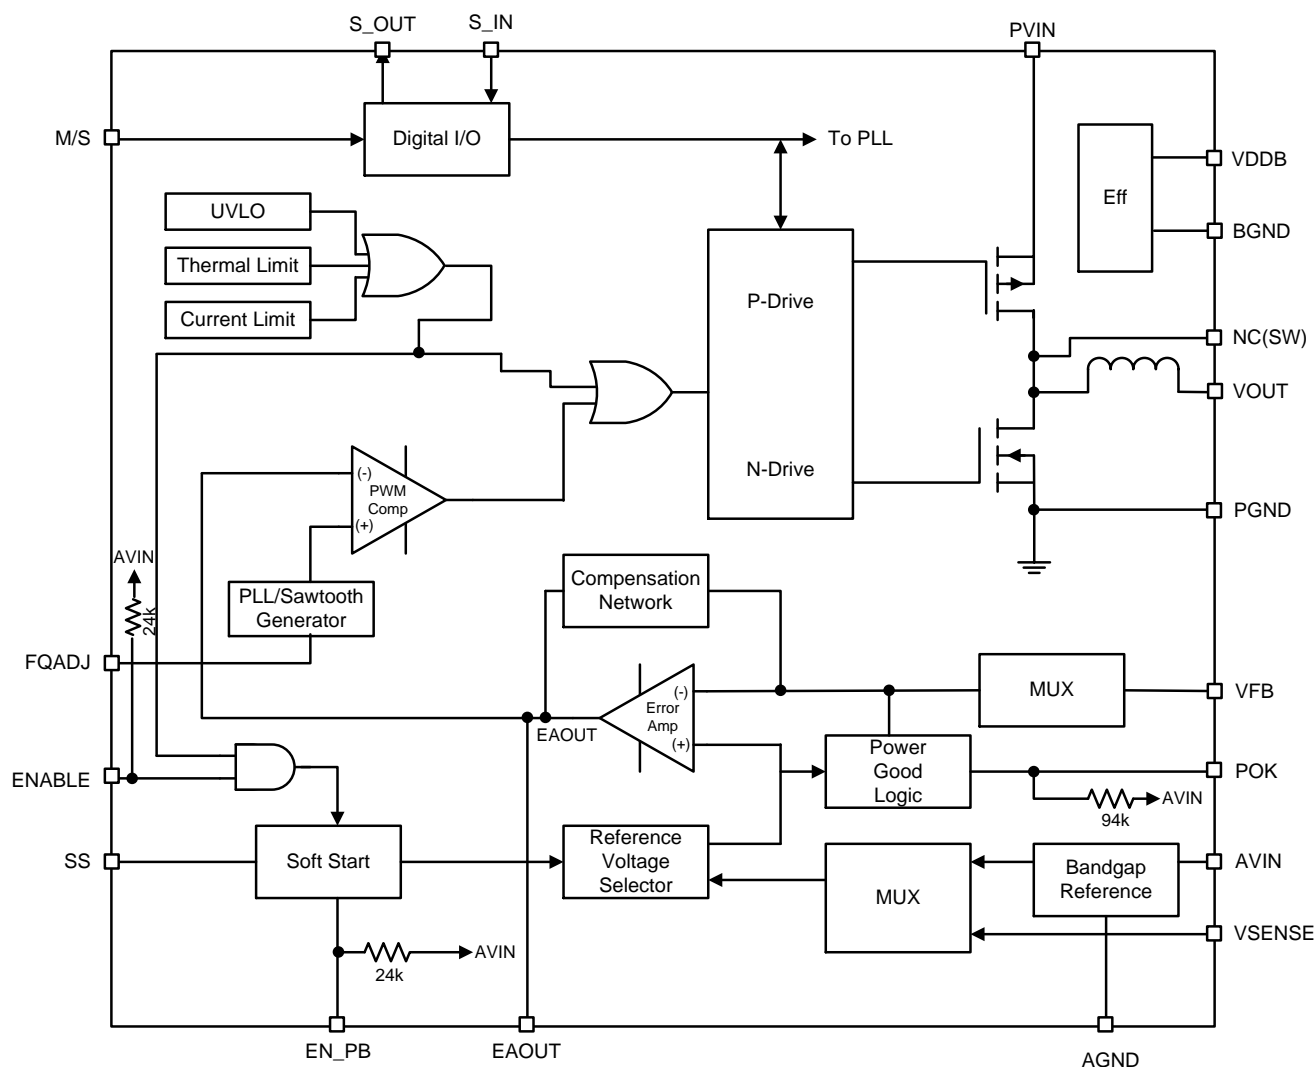 S_OUT
S_IN
PVIN
M/S
Digital I/O
To PLL
VDDB
Eff
UVLO
BGND
Thermal Limit
P-Drive
Current Limit
NC(SW)
VOUT
(-)
PWM
Comp
(+)
N-Drive
PGND
AVIN
24k
PLL/Sawtooth
Generator
Compensation
Network
FQADJ
(-)
Error
Amp
(+)
MUX
VFB
EAOUT
Power
Good
Logic
ENABLE
POK
94k
AVIN
SS
Soft Start
Reference
Voltage
Selector
MUX
Bandgap
Reference
AVIN
VSENSE
24k
AVIN
EN_PB
EAOUT
AGND